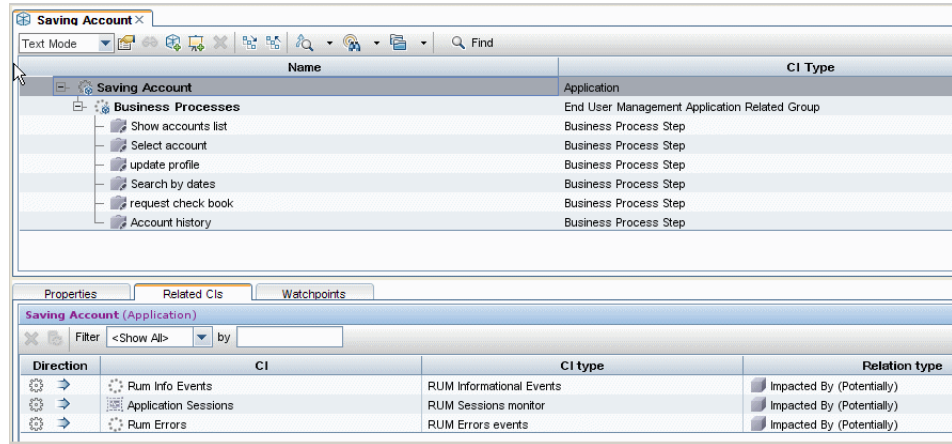 Saving Account
Text Mode Find
Name CI Type
Saving Account Application
Business Processes End User Management Application Related Group
Show accounts list Business Process Step
Select account Business Process Step
update profile Business Process Step
Search by dates Business Process Step
request check book Business Process Step
Account history Business Process Step
Properties Related CIs Watchpoints
Saving Account (Application)
Filter <Show All> by
Direction CI CI type Relation type
Rum Info Events RUM Informational Events Impacted By (Potentially)
Application Sessions RUM Sessions monitor Impacted By (Potentially)
Rum Errors RUM Errors events Impacted By (Potentially)